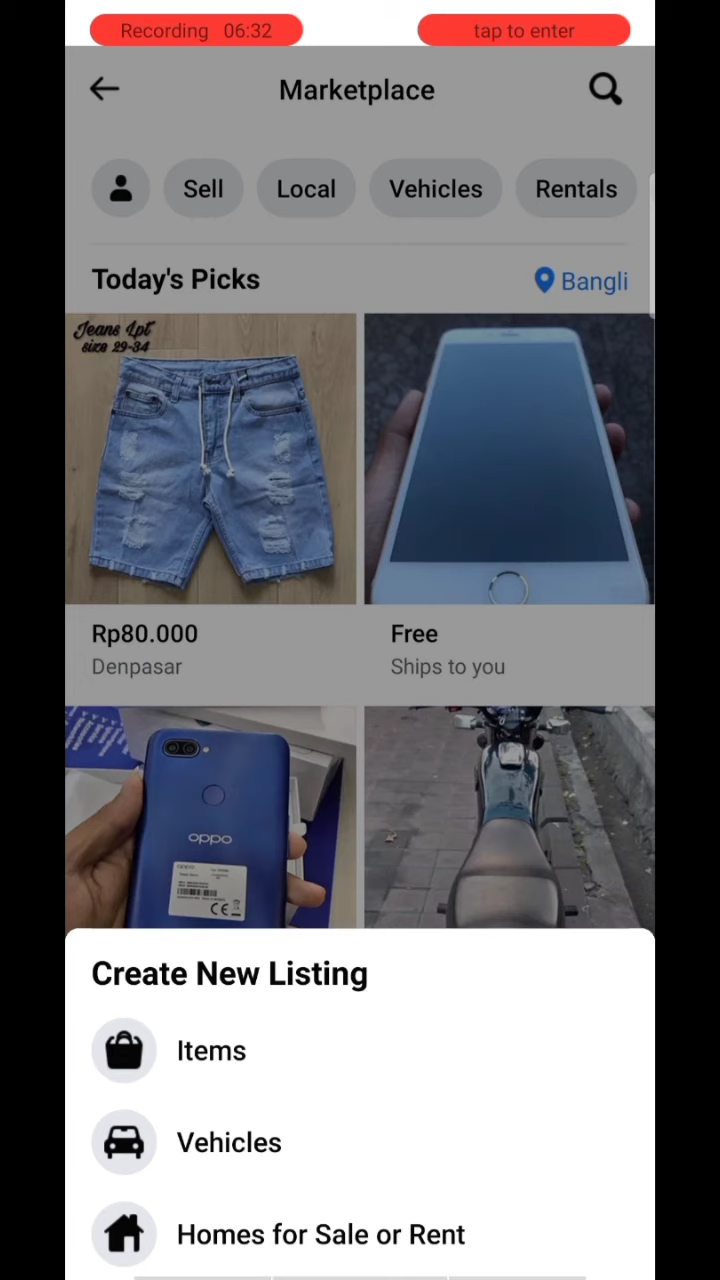 Recording 06:32
tap to enter
Marketplace
Sell
Local
Vehicles
Rentals
Today's Picks
Bangli
Jeans Lpt
size 29-34
Rp80.000
Denpasar
Free
Ships to you
oppo
CE
Create New Listing
Items
Vehicles
Homes for Sale or Rent